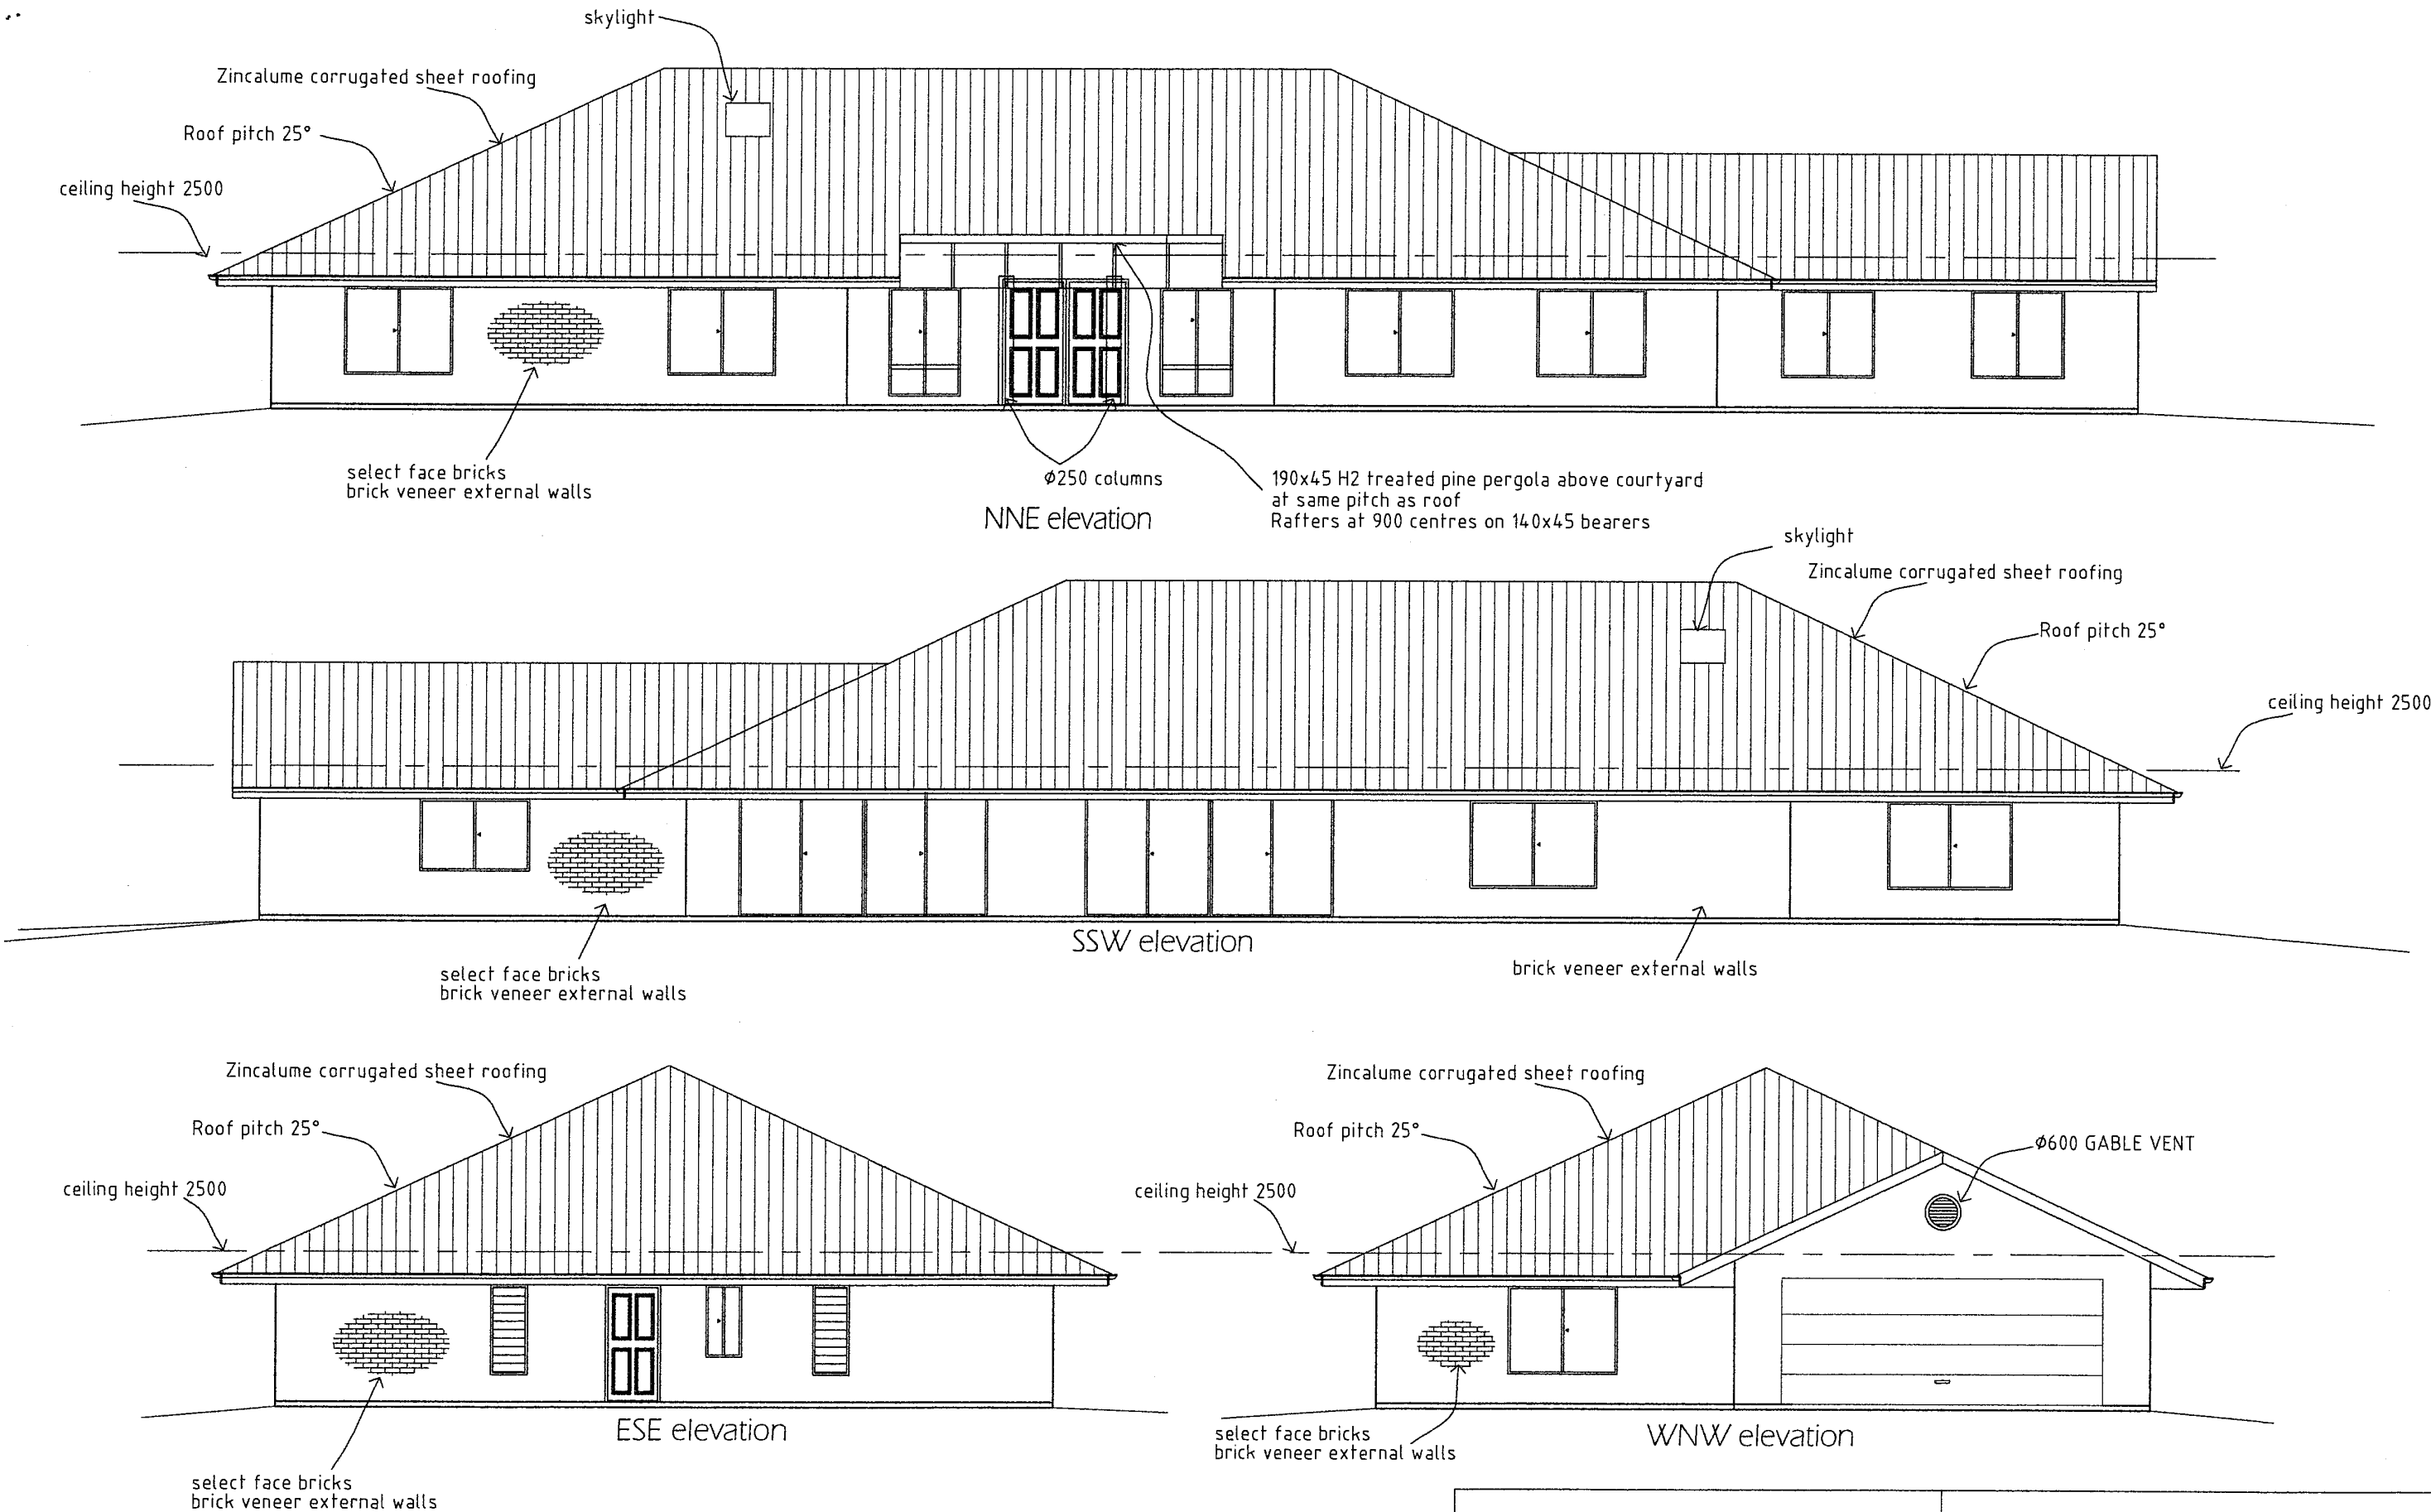 skylight
Zincalume corrugated sheet roofing
Roof pitch 25°
ceiling height 2500
select face bricks
brick veneer external walls
Ø250 columns
190x45 H2 treated pine pergola above courtyard
at same pitch as roof
Rafters at 900 centres on 140x45 bearers
NNE elevation
skylight
Zincalume corrugated sheet roofing
Roof pitch 25°
ceiling height 2500
select face bricks
brick veneer external walls
SSW elevation
brick veneer external walls
Zincalume corrugated sheet roofing
Roof pitch 25°
ceiling height 2500
select face bricks
brick veneer external walls
ESE elevation
Zincalume corrugated sheet roofing
Roof pitch 25°
ceiling height 2500
Ø600 GABLE VENT
select face bricks
brick veneer external walls
WNW elevation